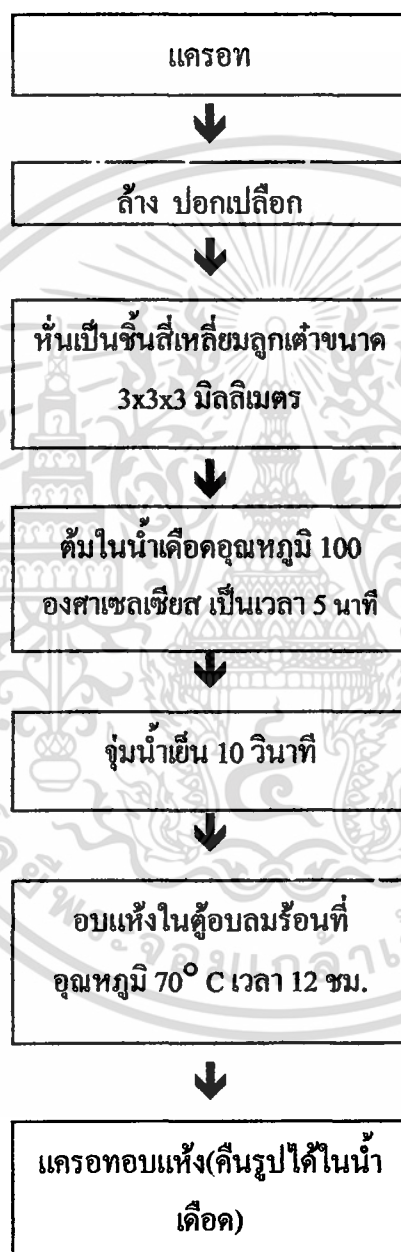 แครอท
ล้าง ปอกเปลือก
หั่นเป็นชิ้นสี่เหลี่ยมลูกเต๋าขนาด
3x3x3 มิลลิเมตร
ต้มในน้ำเดือดอุณหภูมิ 100
องศาเซลเซียส เป็นเวลา 5 นาที
จุ่มน้ำเย็น 10 วินาที
อบแห้งในตู้อบลมร้อนที่
อุณหภูมิ 70° C เวลา 12 ชม.
แครอทอบแห้ง(คืนรูปได้ในน้ำ
เดือด)